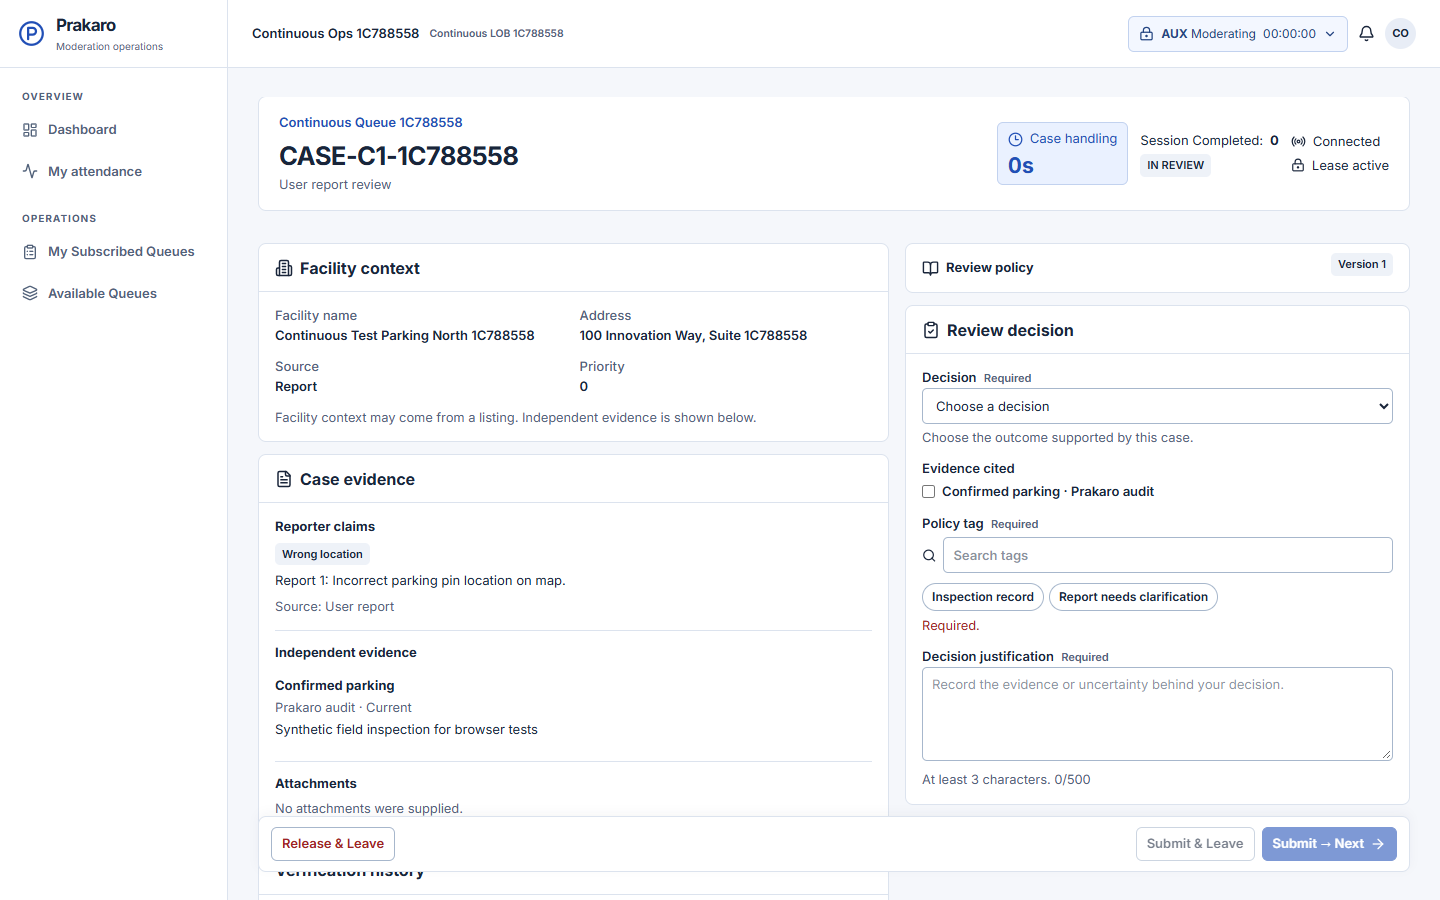 Prakaro
Moderation operations
OVERVIEW
Dashboard
My attendance
OPERATIONS
My Subscribed Queues
Available Queues
Continuous Ops 1C788558 Continuous LOB 1C788558
AUX Moderating 00:00:00
CO
Continuous Queue 1C788558
CASE-C1-1C788558
User report review
Case handling
0s
Session Completed: 0
IN REVIEW
Connected
Lease active
Facility context
Facility name
Continuous Test Parking North 1C788558
Address
100 Innovation Way, Suite 1C788558
Source
Report
Priority
0
Facility context may come from a listing. Independent evidence is shown below.
Case evidence
Reporter claims
Wrong location
Report 1: Incorrect parking pin location on map.
Source: User report
Independent evidence
Confirmed parking
Prakaro audit · Current
Synthetic field inspection for browser tests
Attachments
No attachments were supplied.
Verification history
Review policy
Version 1
Review decision
Decision Required
Choose a decision
Choose the outcome supported by this case.
Evidence cited
Confirmed parking · Prakaro audit
Policy tag Required
Search tags
Inspection record
Report needs clarification
Required.
Decision justification Required
Record the evidence or uncertainty behind your decision.
At least 3 characters. 0/500
Release & Leave
Submit & Leave
Submit → Next →